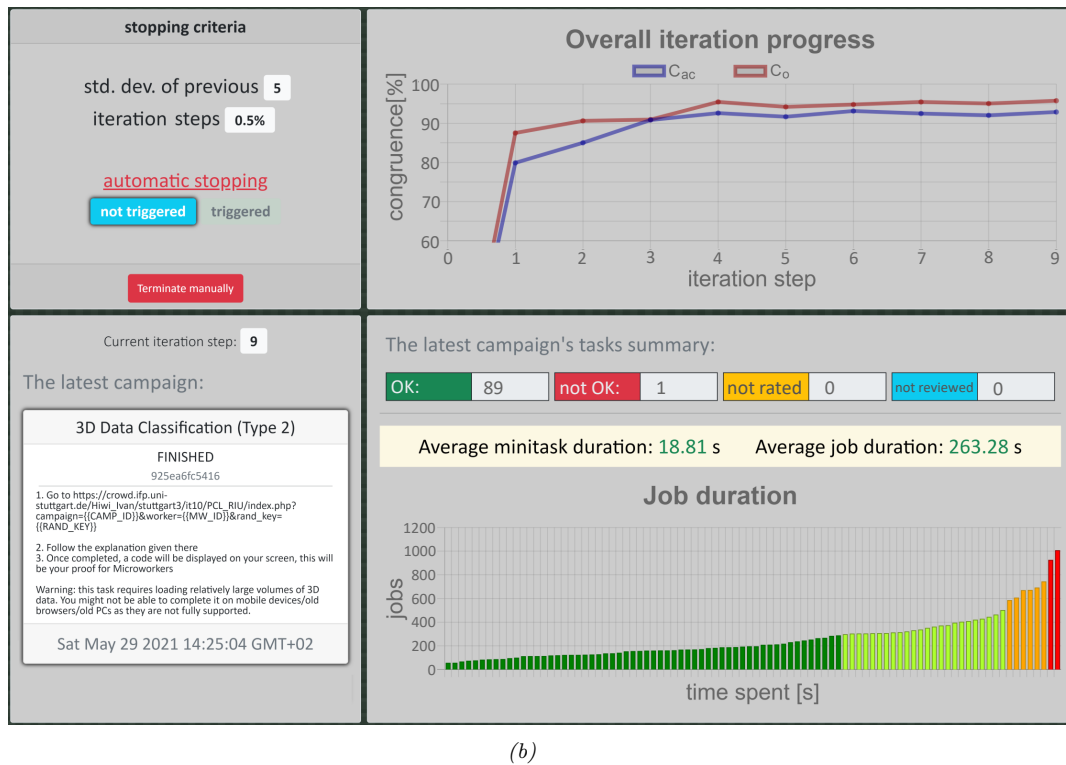 stopping criteria
std. dev. of previous 5
iteration steps 0.5%
automatic stopping
not triggered triggered
Terminate manually
Overall iteration progress
C_ac C_o
congruence[%]
100
90
80
70
60
0 1 2 3 4 5 6 7 8 9
iteration step
Current iteration step: 9
The latest campaign:
3D Data Classification (Type 2)
FINISHED
925ea6fc5416
1. Go to https://crowd.ifp.uni-
stuttgart.de/Hiwi_Ivan/stuttgart3/it10/PCL_RIU/index.php?
campaign={{CAMP_ID}}&worker={{MW_ID}}&rand_key=
{{RAND_KEY}}
2. Follow the explanation given there
3. Once completed, a code will be displayed on your screen, this will
be your proof for Microworkers
Warning: this task requires loading relatively large volumes of 3D
data. You might not be able to complete it on mobile devices/old
browsers/old PCs as they are not fully supported.
Sat May 29 2021 14:25:04 GMT+02
The latest campaign's tasks summary:
OK: 89 not OK: 1 not rated 0 not reviewed 0
Average minitask duration: 18.81 s Average job duration: 263.28 s
Job duration
jobs
1200
1000
800
600
400
200
0
time spent [s]
(b)